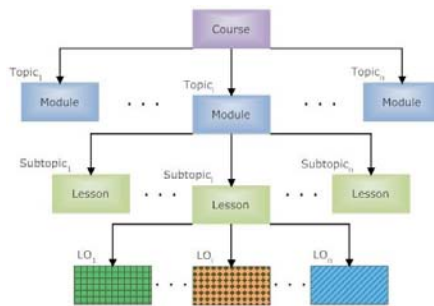 Course
Topic₁
Topicᵢ
Topicₙ
Module
. . .
Module
. . .
Module
Subtopic₁
Subtopicᵢ
Subtopicₙ
Lesson
. . .
Lesson
. . .
Lesson
LO₁
LOᵢ
LOₙ
. . .
. . .